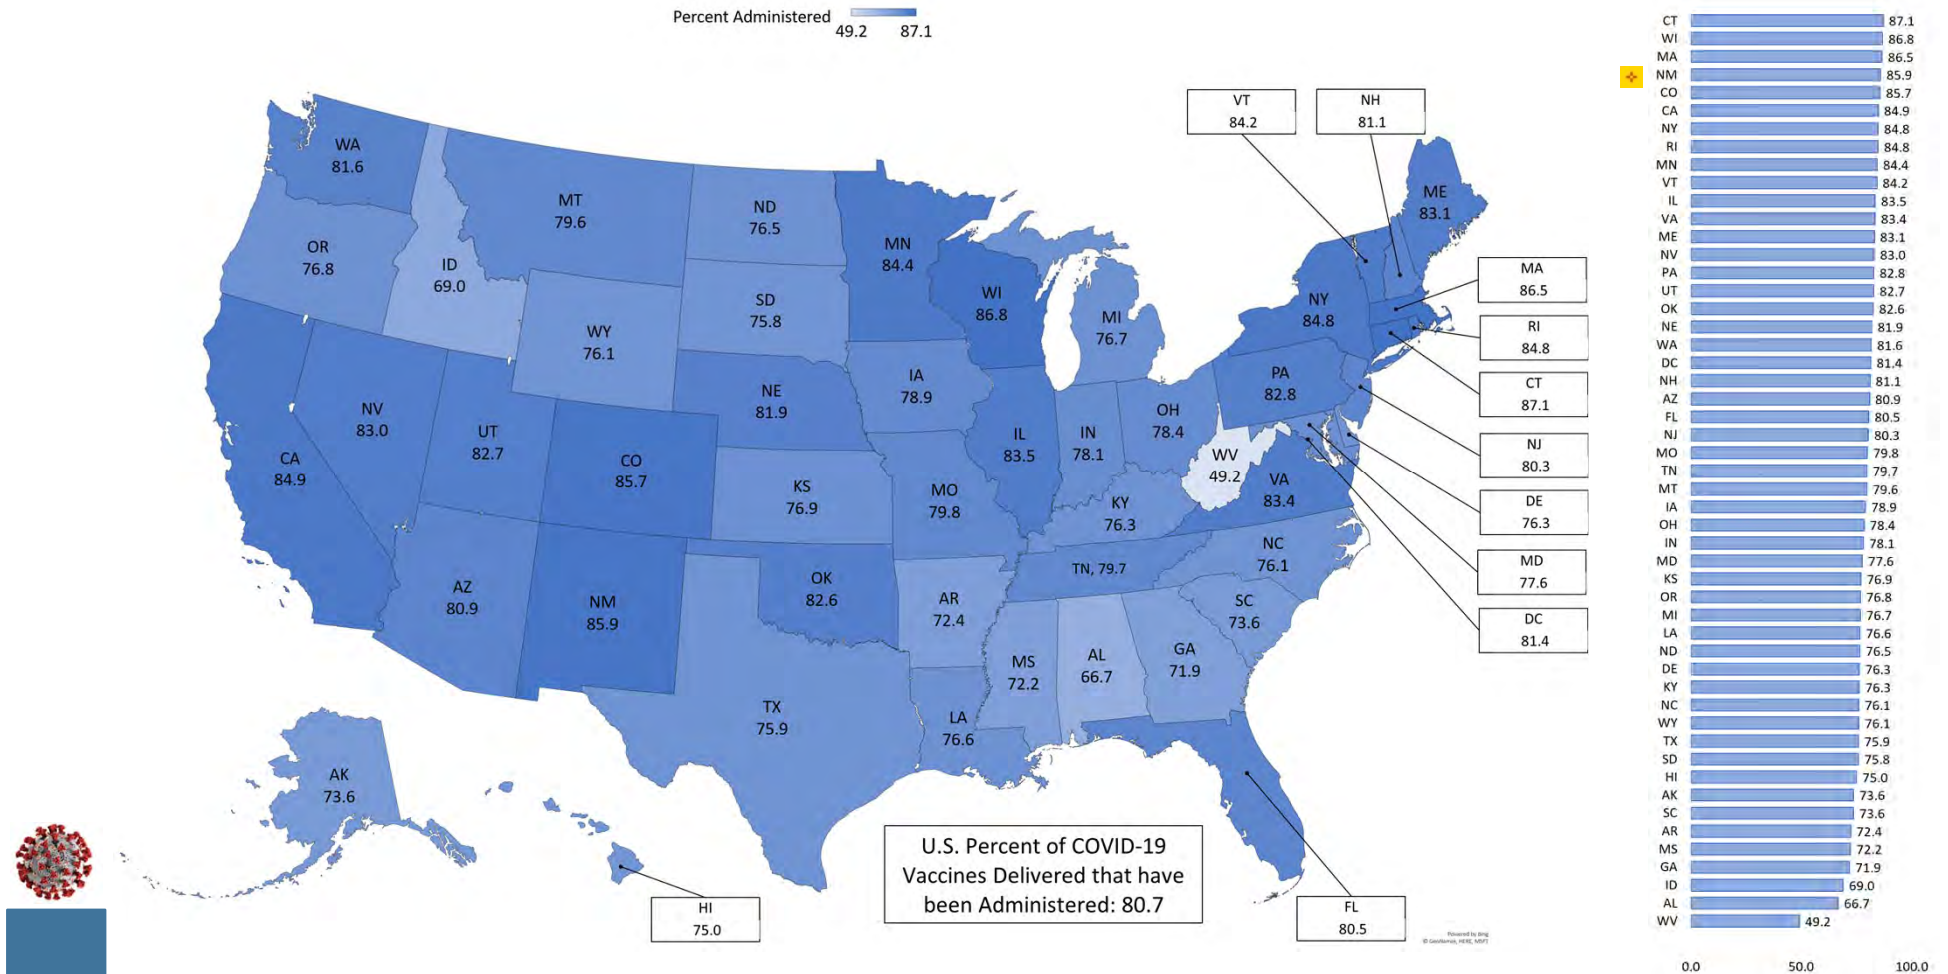 Percent Administered
49.2 87.1
WA
81.6
MT
79.6
ND
76.5
OR
76.8
ID
69.0
MN
84.4
SD
75.8
WY
76.1
WI
86.8
MI
76.7
VT
84.2
NH
81.1
ME
83.1
NY
84.8
MA
86.5
RI
84.8
CT
87.1
NJ
80.3
DE
76.3
MD
77.6
DC
81.4
NE
81.9
IA
78.9
PA
82.8
NV
83.0
UT
82.7
CA
84.9
CO
85.7
KS
76.9
MO
79.8
IL
83.5
IN
78.1
OH
78.4
WV
49.2
VA
83.4
KY
76.3
NC
76.1
TN, 79.7
SC
73.6
AZ
80.9
NM
85.9
OK
82.6
AR
72.4
MS
72.2
AL
66.7
GA
71.9
TX
75.9
LA
76.6
AK
73.6
HI
75.0
FL
80.5
U.S. Percent of COVID-19
Vaccines Delivered that have
been Administered: 80.7
Powered by Bing
© GeoNames, HERE, MSFT
CT 87.1
WI 86.8
MA 86.5
NM 85.9
CO 85.7
CA 84.9
NY 84.8
RI 84.8
MN 84.4
VT 84.2
IL 83.5
VA 83.4
ME 83.1
NV 83.0
PA 82.8
UT 82.7
OK 82.6
NE 81.9
WA 81.6
DC 81.4
NH 81.1
AZ 80.9
FL 80.5
NJ 80.3
MO 79.8
TN 79.7
MT 79.6
IA 78.9
OH 78.4
IN 78.1
MD 77.6
KS 76.9
OR 76.8
MI 76.7
LA 76.6
ND 76.5
DE 76.3
KY 76.3
NC 76.1
WY 76.1
TX 75.9
SD 75.8
HI 75.0
AK 73.6
SC 73.6
AR 72.4
MS 72.2
GA 71.9
ID 69.0
AL 66.7
WV 49.2
0.0 50.0 100.0